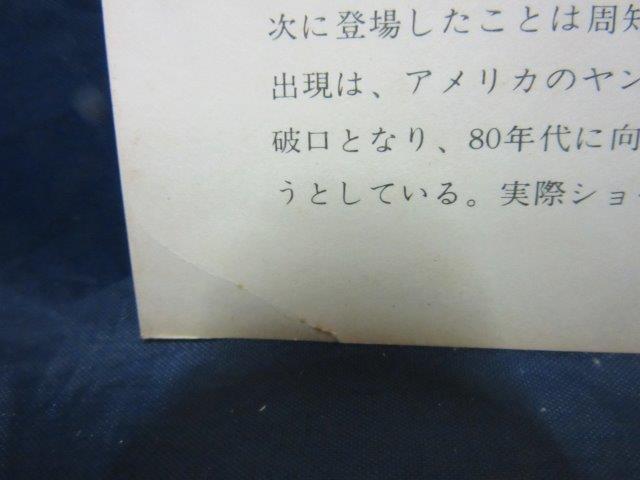 次に登場したことは周知
出現は、アメリカのヤン
破口となり、80年代に向
うとしている。実際ショ